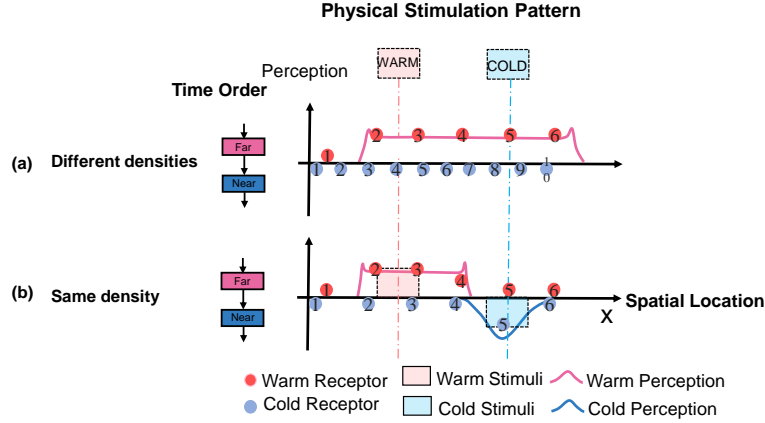 Physical Stimulation Pattern
WARM
COLD
Perception
Time Order
Far
2 3 4 5 6
(a) Different densities
1
1 2 3 4 5 6 7 8 9 10
Near
Far
2 3
4
(b) Same density
1 5 6
1 2 3 4 6
Spatial Location
Near
5
X
Warm Receptor Warm Stimuli Warm Perception
Cold Receptor Cold Stimuli Cold Perception